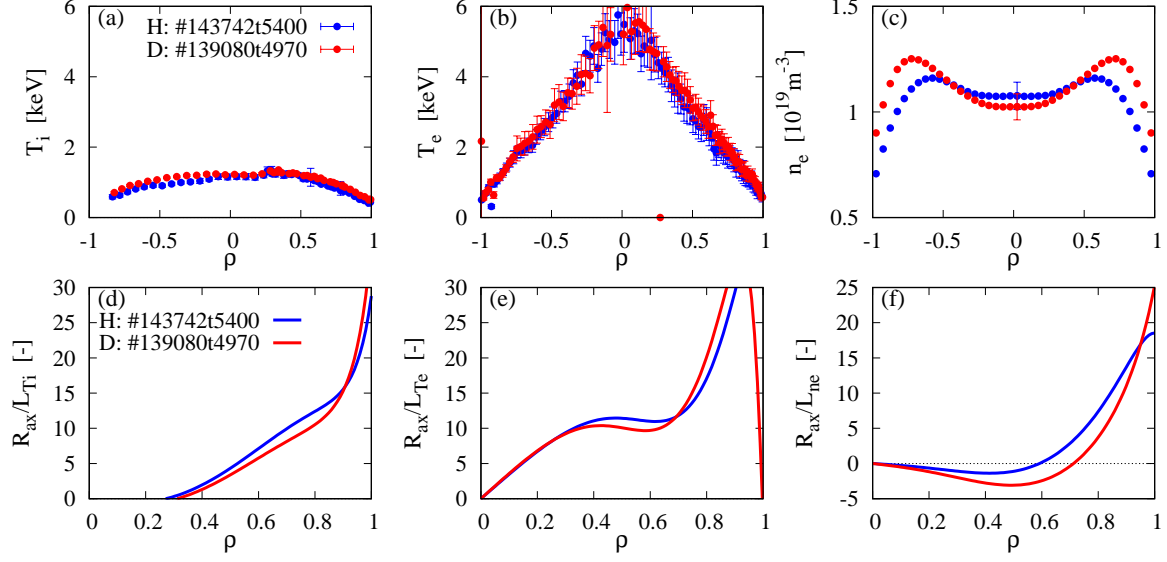 (a)
H: #143742t5400
D: #139080t4970
T_i [keV]
6
4
2
0
-1 -0.5 0 0.5 1
ρ
(b)
T_e [keV]
6
4
2
0
-1 -0.5 0 0.5 1
ρ
(c)
n_e [10^19 m^-3]
1.5
1
0.5
-1 -0.5 0 0.5 1
ρ
(d)
H: #143742t5400
D: #139080t4970
R_ax/L_Ti [-]
30
25
20
15
10
5
0
0 0.2 0.4 0.6 0.8 1
ρ
(e)
R_ax/L_Te [-]
30
25
20
15
10
5
0
0 0.2 0.4 0.6 0.8 1
ρ
(f)
R_ax/L_ne [-]
30
25
20
15
10
5
0
-5
0 0.2 0.4 0.6 0.8 1
ρ